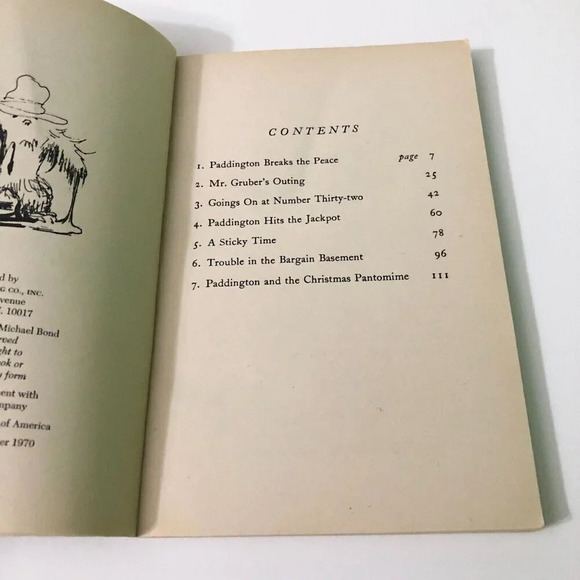 d by
G CO., INC.
venue
. 10017
Michael Bond
rved
ht to
ook or
y form
ent with
mpany
of America
er 1970
CONTENTS
1. Paddington Breaks the Peace page 7
2. Mr. Gruber's Outing 25
3. Goings On at Number Thirty-two 42
4. Paddington Hits the Jackpot 60
5. A Sticky Time 78
6. Trouble in the Bargain Basement 96
7. Paddington and the Christmas Pantomime 111